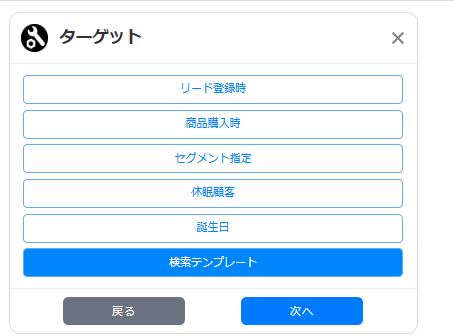 ターゲット
リード登録時
商品購入時
セグメント指定
休眠顧客
誕生日
検索テンプレート
戻る
次へ